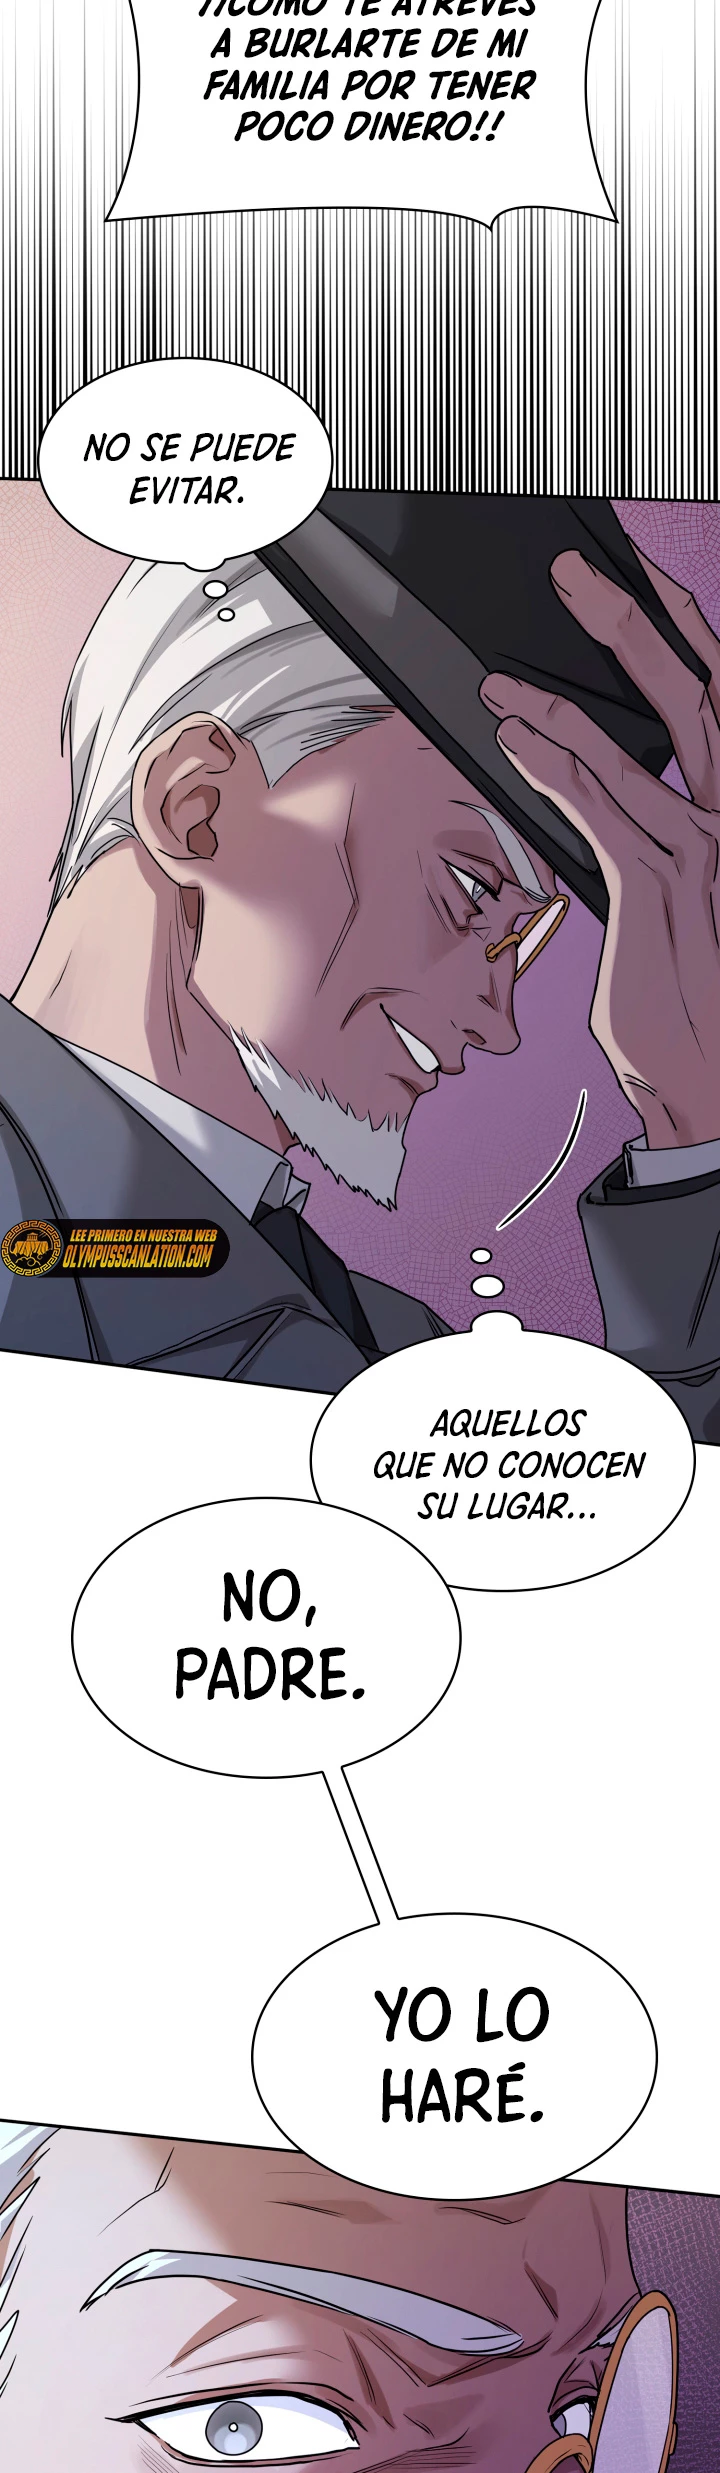 ¡¡CÓMO TE ATREVES
A BURLARTE DE MI
FAMILIA POR TENER
POCO DINERO!!
NO SE PUEDE
EVITAR.
LEE PRIMERO EN NUESTRA WEB
OLYMPUSSCANLATION.COM
AQUELLOS
QUE NO CONOCEN
SU LUGAR...
NO,
PADRE.
YO LO
HARÉ.